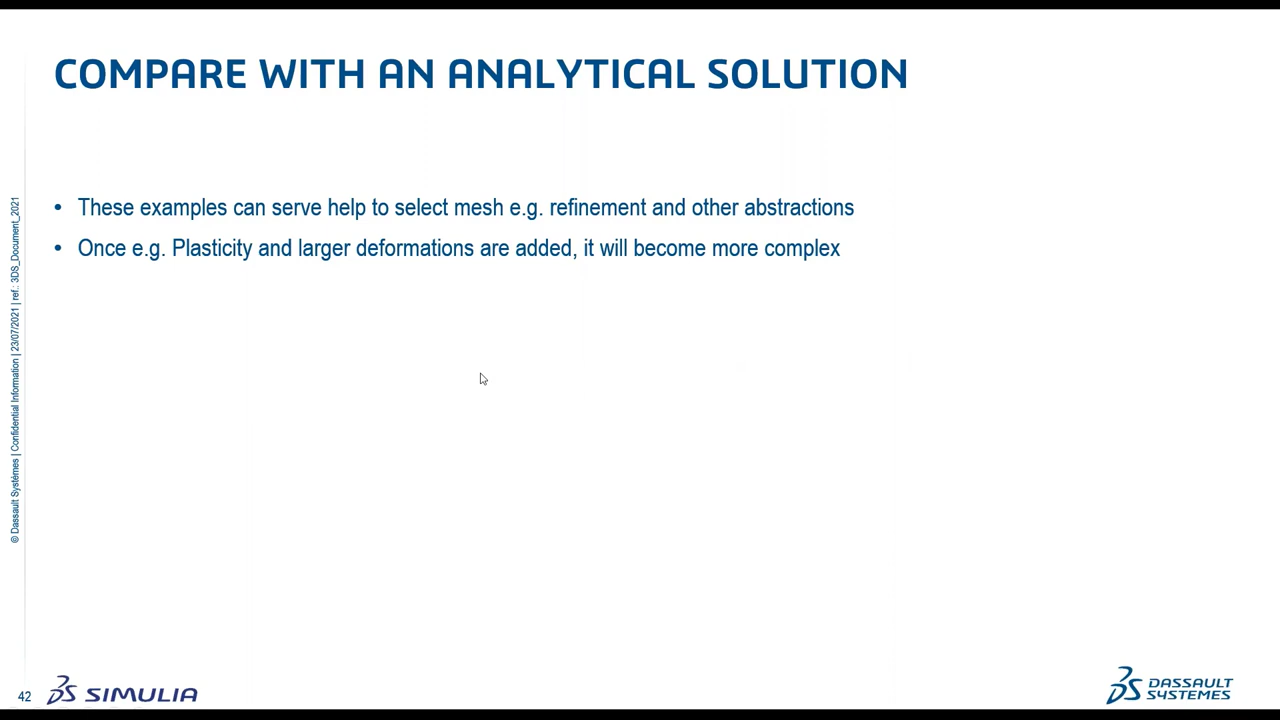 COMPARE WITH AN ANALYTICAL SOLUTION
• These examples can serve help to select mesh e.g. refinement and other abstractions
• Once e.g. Plasticity and larger deformations are added, it will become more complex
© Dassault Systèmes | Confidential Information | 23/07/2021 | ref.: 3DS_Document_2021
42
SIMULIA
DASSAULT
SYSTEMES